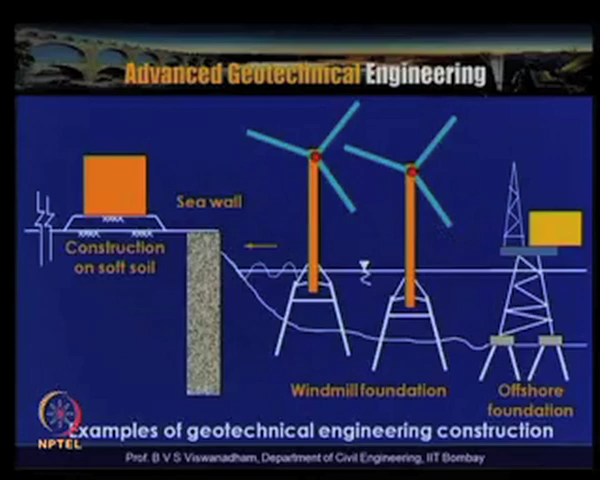 Advanced Geotechnical Engineering
Sea wall
Construction
on soft soil
Windmill foundation
Offshore
foundation
Examples of geotechnical engineering construction
NPTEL
Prof. B V S Viswanadham, Department of Civil Engineering, IIT Bombay